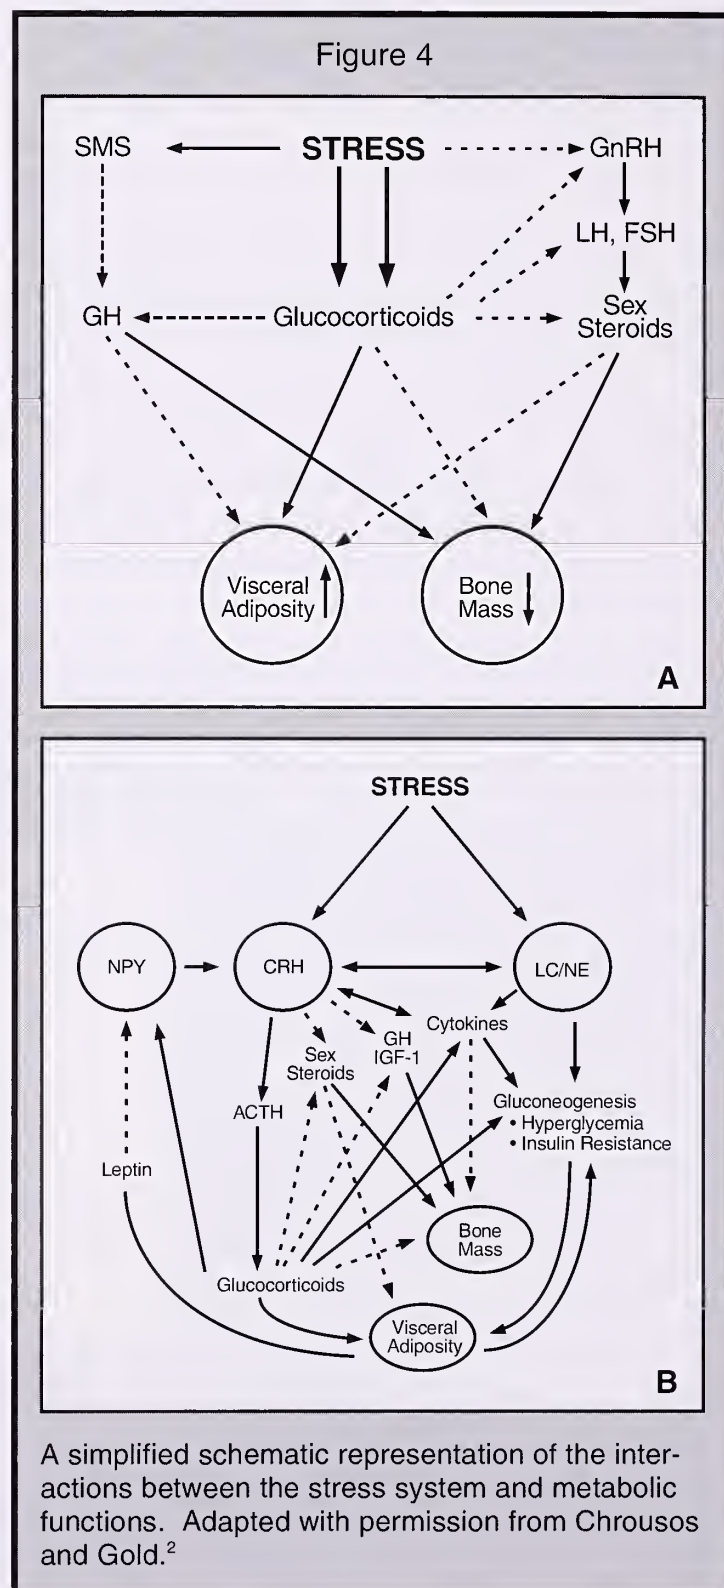 Figure 4
SMS
STRESS
GnRH
LH, FSH
GH
Glucocorticoids
Sex
Steroids
Visceral
Adiposity
Bone
Mass
A
STRESS
NPY
CRH
LC/NE
Cytokines
GH
IGF-1
Sex
Steroids
ACTH
Gluconeogenesis
• Hyperglycemia
• Insulin Resistance
Leptin
Bone
Mass
Glucocorticoids
Visceral
Adiposity
B
A simplified schematic representation of the inter-
actions between the stress system and metabolic
functions. Adapted with permission from Chrousos
and Gold.²